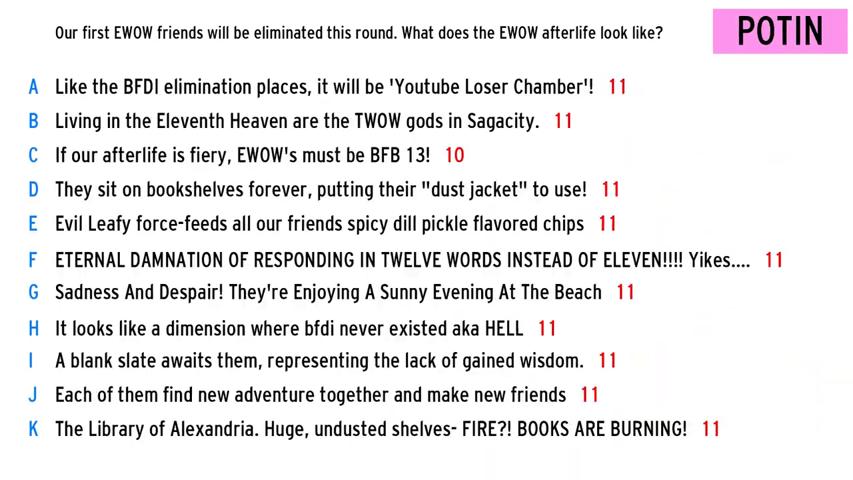 Our first EWOW friends will be eliminated this round. What does the EWOW afterlife look like?
POTIN
A Like the BFDI elimination places, it will be 'Youtube Loser Chamber'! 11
B Living in the Eleventh Heaven are the TWOW gods in Sagacity. 11
C If our afterlife is fiery, EWOW's must be BFB 13! 10
D They sit on bookshelves forever, putting their "dust jacket" to use! 11
E Evil Leafy force-feeds all our friends spicy dill pickle flavored chips 11
F ETERNAL DAMNATION OF RESPONDING IN TWELVE WORDS INSTEAD OF ELEVEN!!!! Yikes.... 11
G Sadness And Despair! They're Enjoying A Sunny Evening At The Beach 11
H It looks like a dimension where bfdi never existed aka HELL 11
I A blank slate awaits them, representing the lack of gained wisdom. 11
J Each of them find new adventure together and make new friends 11
K The Library of Alexandria. Huge, undusted shelves- FIRE?! BOOKS ARE BURNING! 11